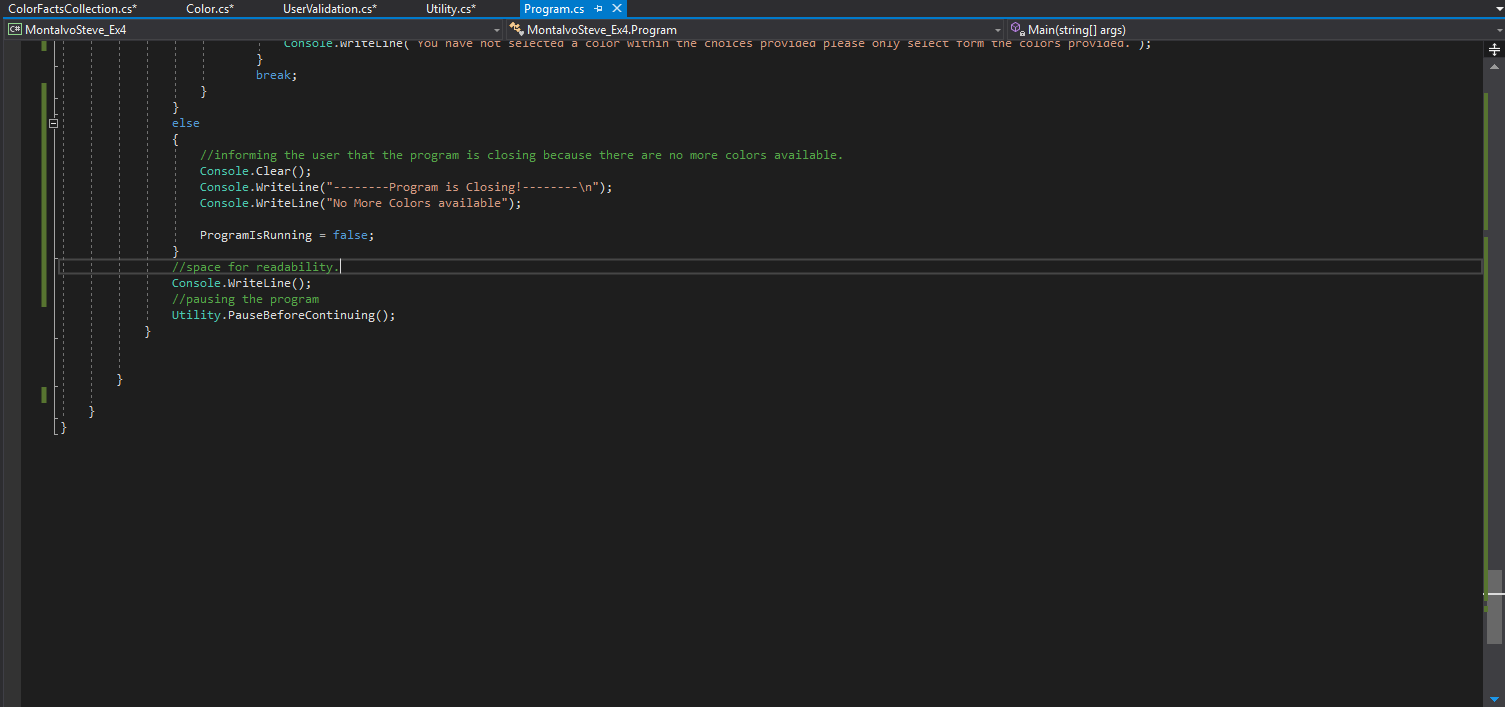 ColorFactsCollection.cs* Color.cs* UserValidation.cs* Utility.cs* Program.cs
C# MontalvoSteve_Ex4 MontalvoSteve_Ex4.Program Main(string[] args)
Console.WriteLine("You have not selected a color within the choices provided please only select form the colors provided.");
}
break;
}
}
else
{
//informing the user that the program is closing because there are no more colors available.
Console.Clear();
Console.WriteLine("--------Program is Closing!--------\n");
Console.WriteLine("No More Colors available");
ProgramIsRunning = false;
}
//space for readability.
Console.WriteLine();
//pausing the program
Utility.PauseBeforeContinuing();
}
}
}
}